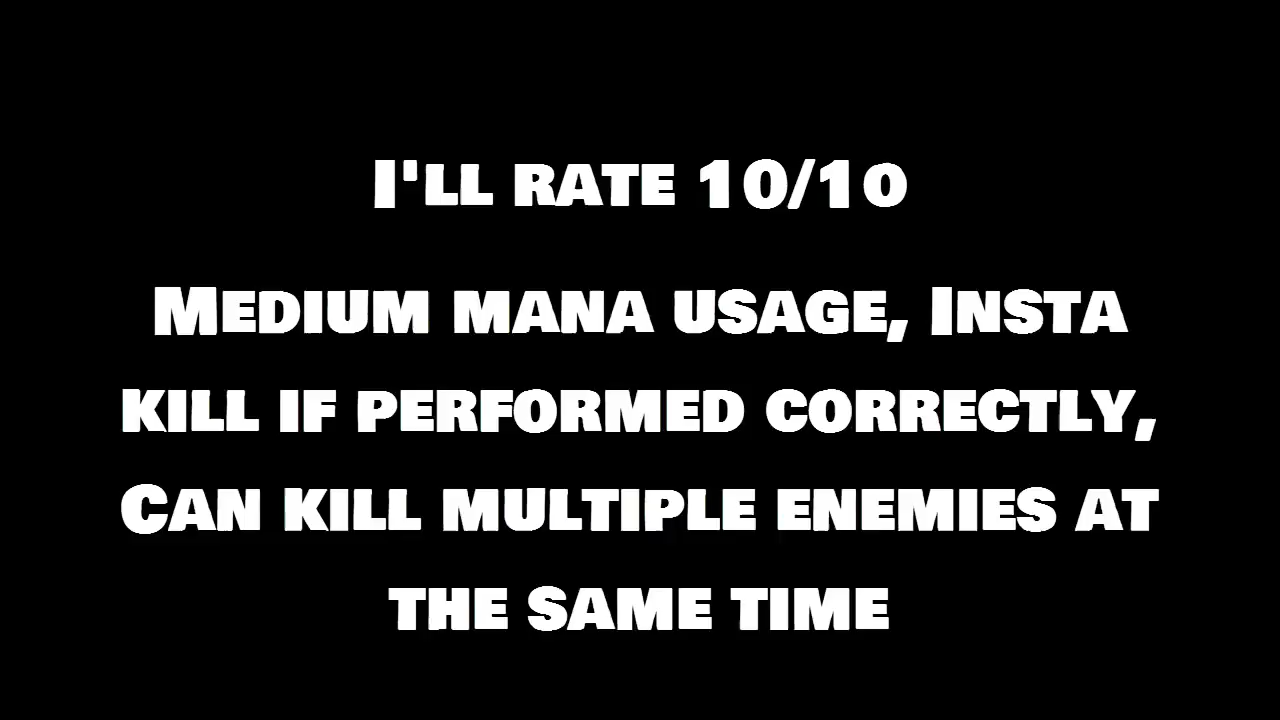 I'll rate 10/10
Medium mana usage, Insta
kill if performed correctly,
Can kill multiple enemies at
the same time